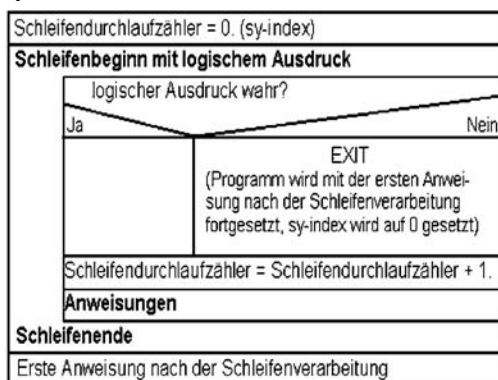 Schleifendurchlaufzähler = 0. (sy-index)
Schleifenbeginn mit logischem Ausdruck
logischer Ausdruck wahr?
Ja
Nein
EXIT
(Programm wird mit der ersten Anwei-
sung nach der Schleifenverarbeitung
fortgesetzt, sy-index wird auf 0 gesetzt)
Schleifendurchlaufzähler = Schleifendurchlaufzähler + 1.
Anweisungen
Schleifenende
Erste Anweisung nach der Schleifenverarbeitung